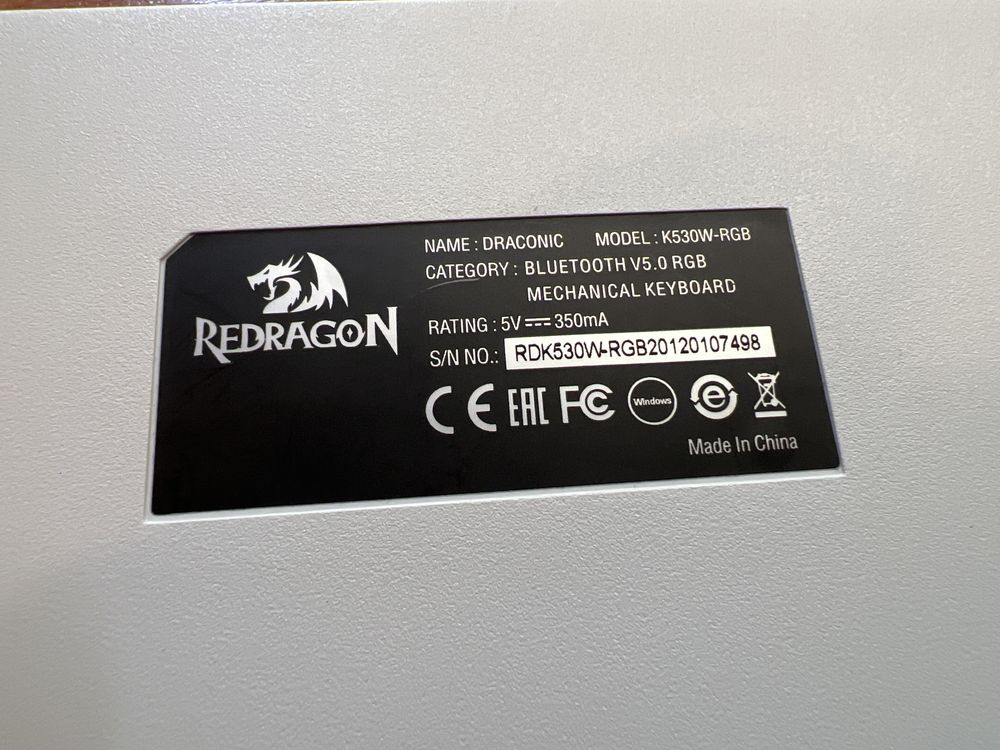 REDRAGON
NAME : DRACONIC MODEL : K530W-RGB
CATEGORY : BLUETOOTH V5.0 RGB
MECHANICAL KEYBOARD
RATING : 5V ⎓ 350mA
S/N NO.: RDK530W-RGB20120107498
CE EAC FC Windows e
Made In China